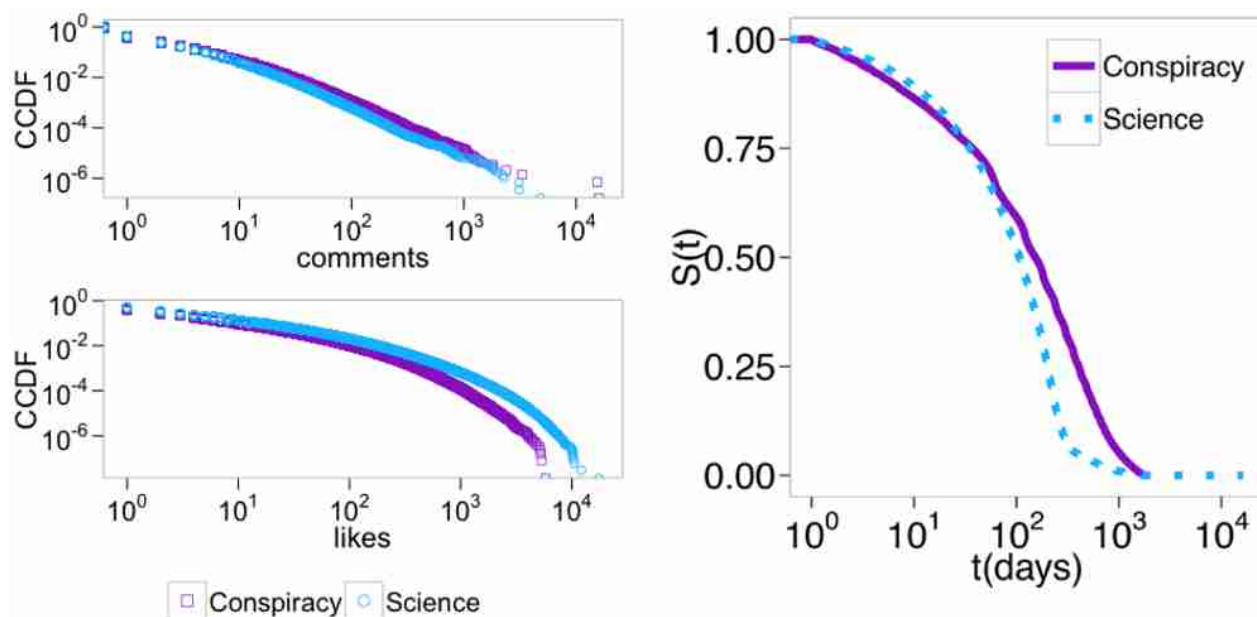 CCDF
10^0
10^-2
10^-4
10^-6
10^0 10^1 10^2 10^3 10^4
comments
CCDF
10^0
10^-2
10^-4
10^-6
10^0 10^1 10^2 10^3 10^4
likes
Conspiracy Science
S(t)
1.00
0.75
0.50
0.25
0.00
10^0 10^1 10^2 10^3 10^4
t(days)
Conspiracy
Science